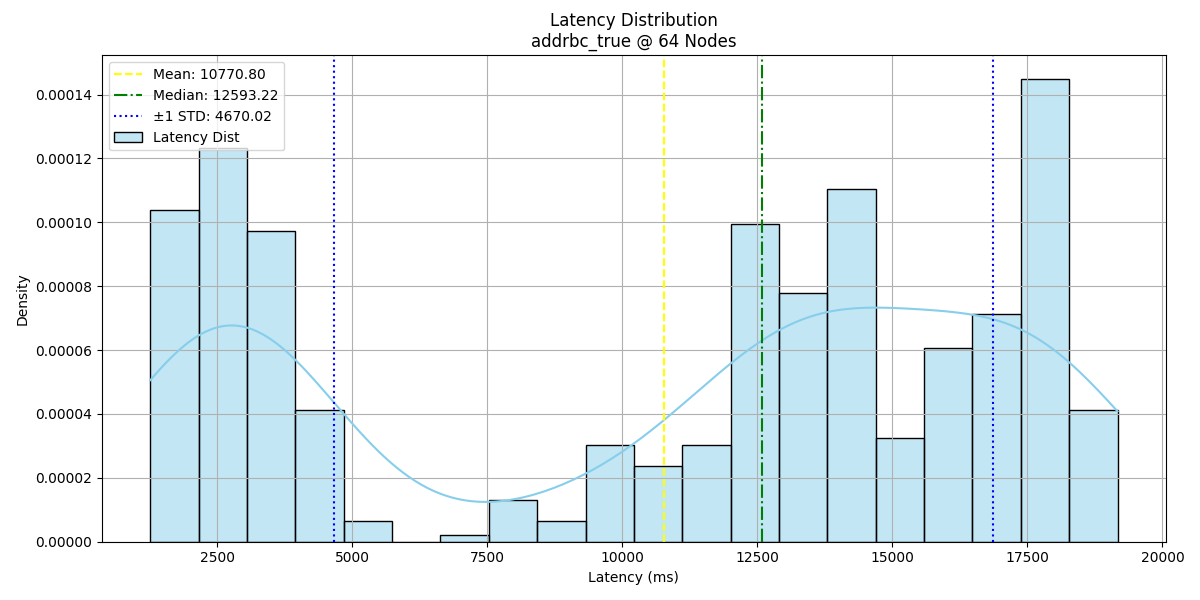 Latency Distribution
addrbc_true @ 64 Nodes
Mean: 10770.80
Median: 12593.22
±1 STD: 4670.02
Latency Dist
Density
0.00014
0.00012
0.00010
0.00008
0.00006
0.00004
0.00002
0.00000
2500 5000 7500 10000 12500 15000 17500 20000
Latency (ms)